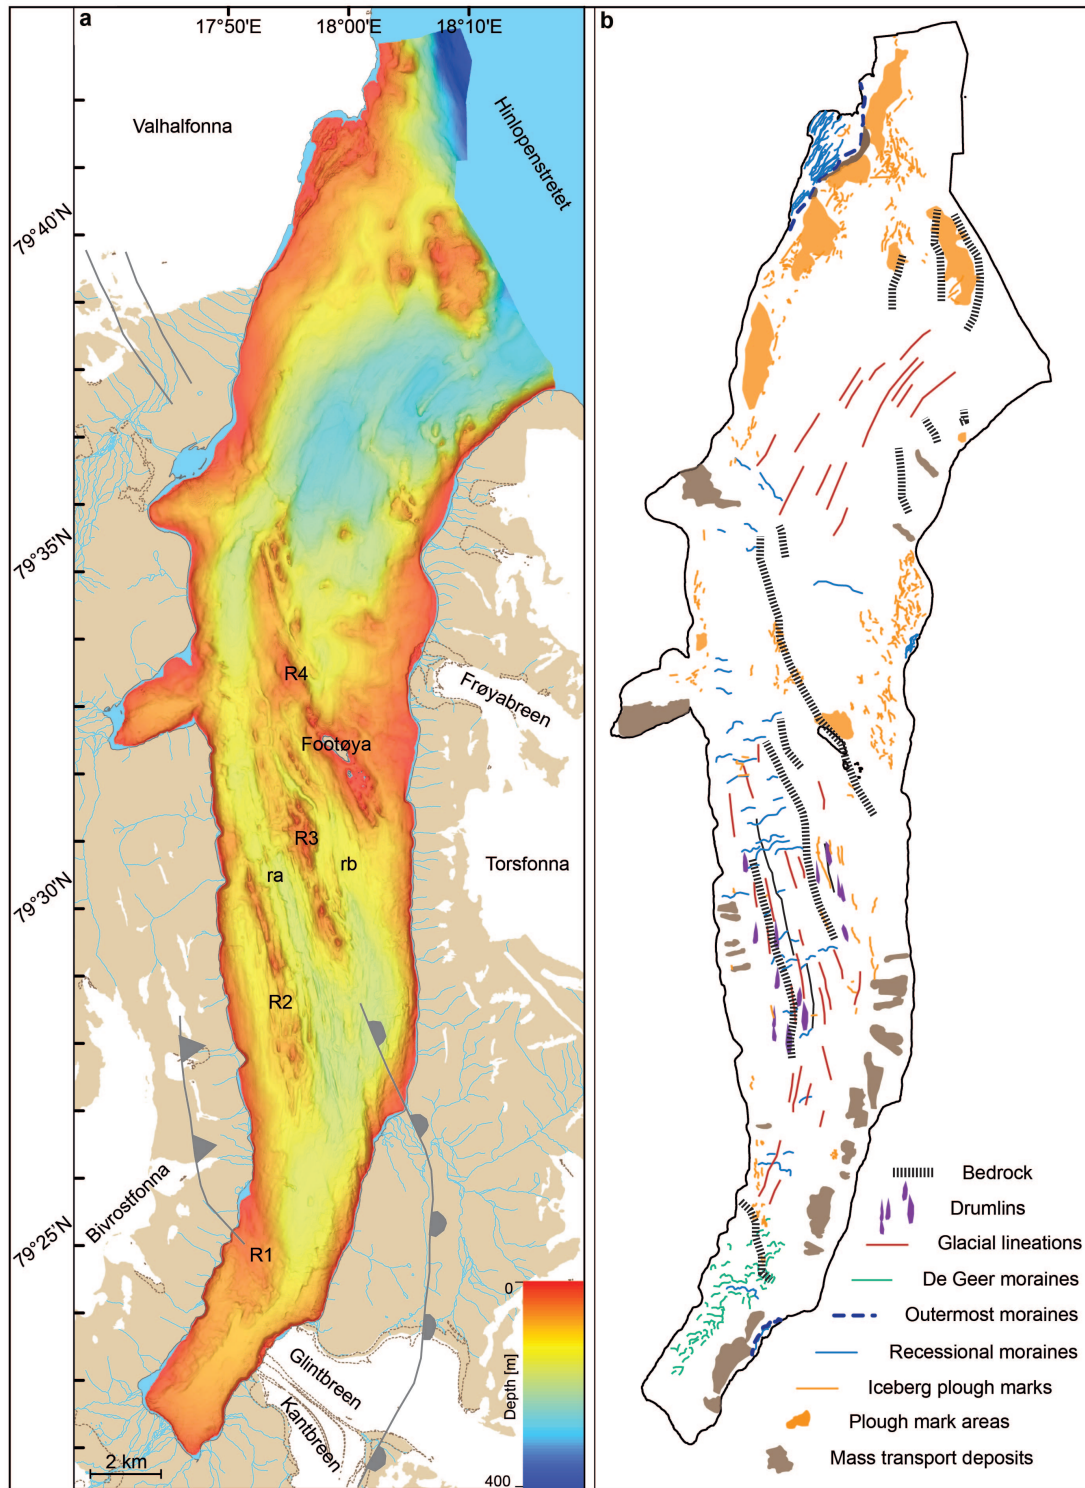 a
17°50'
18°00'
18°10'
Valhalfonna
Hinlopenstretet
79°40'N
79°35'N
R4
Frøyabreen
Footøya
R3
ra
rb
Torsfonna
79°30'N
R2
Bivrostfonna
79°25'N
R1
0
Depth [m]
400
Glintbreen
Kantbreen
2 km
b
Bedrock
Drumlins
Glacial lineations
De Geer moraines
Outermost moraines
Recessional moraines
Iceberg plough marks
Plough mark areas
Mass transport deposits